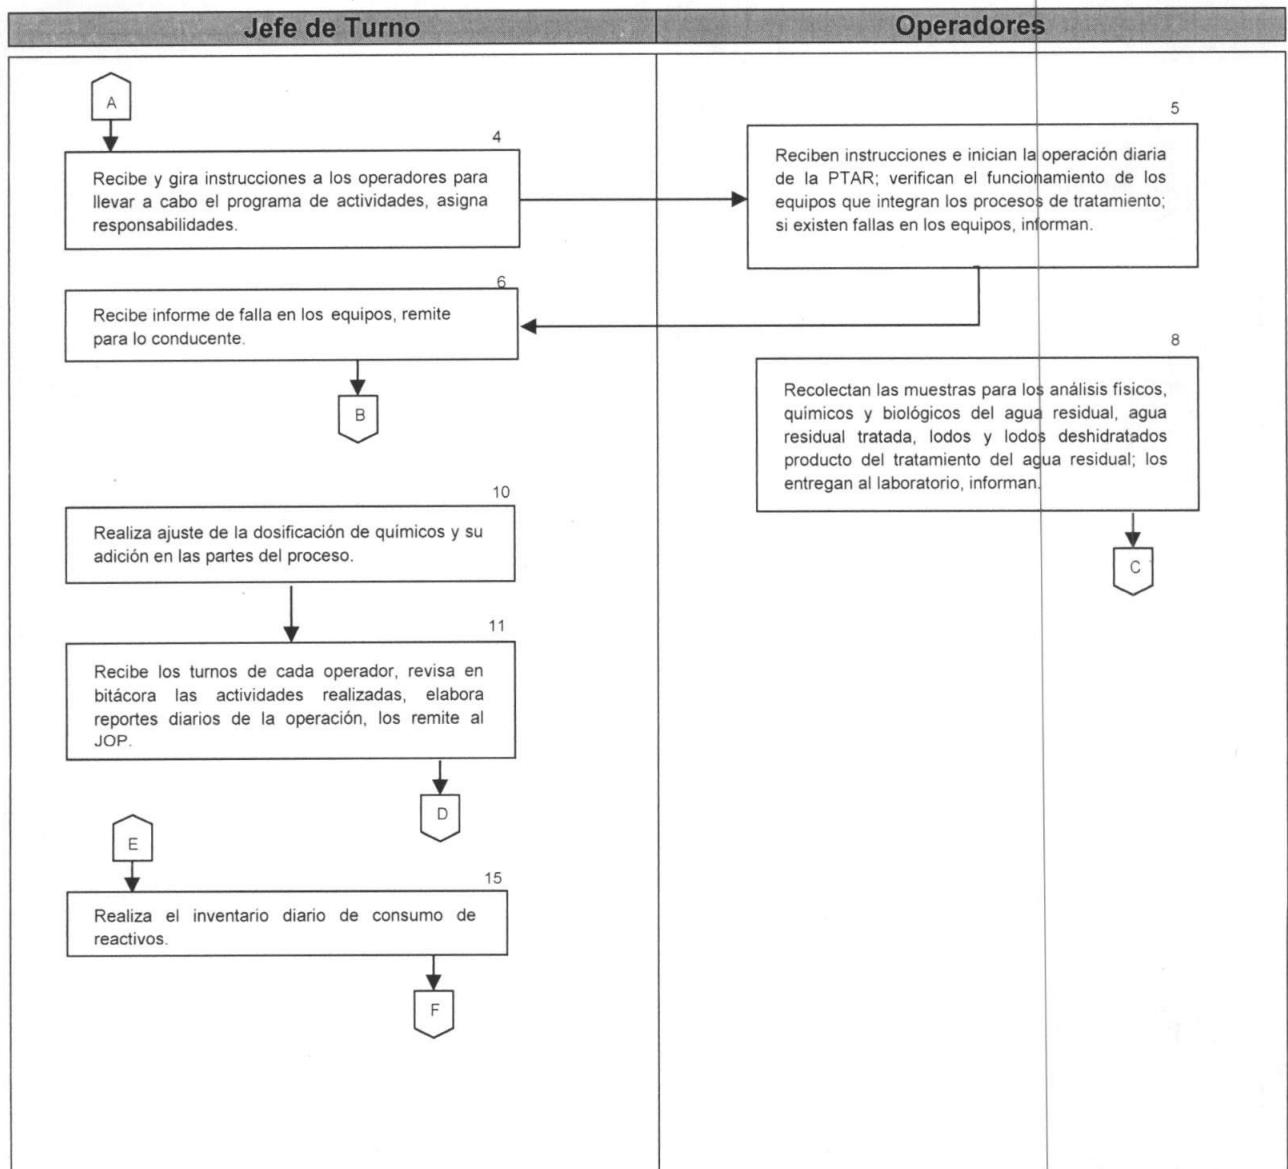 Jefe de Turno
Operadores
A
4
Recibe y gira instrucciones a los operadores para
llevar a cabo el programa de actividades, asigna
responsabilidades.
5
Reciben instrucciones e inician la operación diaria
de la PTAR; verifican el funcionamiento de los
equipos que integran los procesos de tratamiento;
si existen fallas en los equipos, informan.
6
Recibe informe de falla en los equipos, remite
para lo conducente.
B
8
Recolectan las muestras para los análisis físicos,
químicos y biológicos del agua residual, agua
residual tratada, lodos y lodos deshidratados
producto del tratamiento del agua residual; los
entregan al laboratorio, informan.
C
10
Realiza ajuste de la dosificación de químicos y su
adición en las partes del proceso.
11
Recibe los turnos de cada operador, revisa en
bitácora las actividades realizadas, elabora
reportes diarios de la operación, los remite al
JOP.
D
E
15
Realiza el inventario diario de consumo de
reactivos.
F